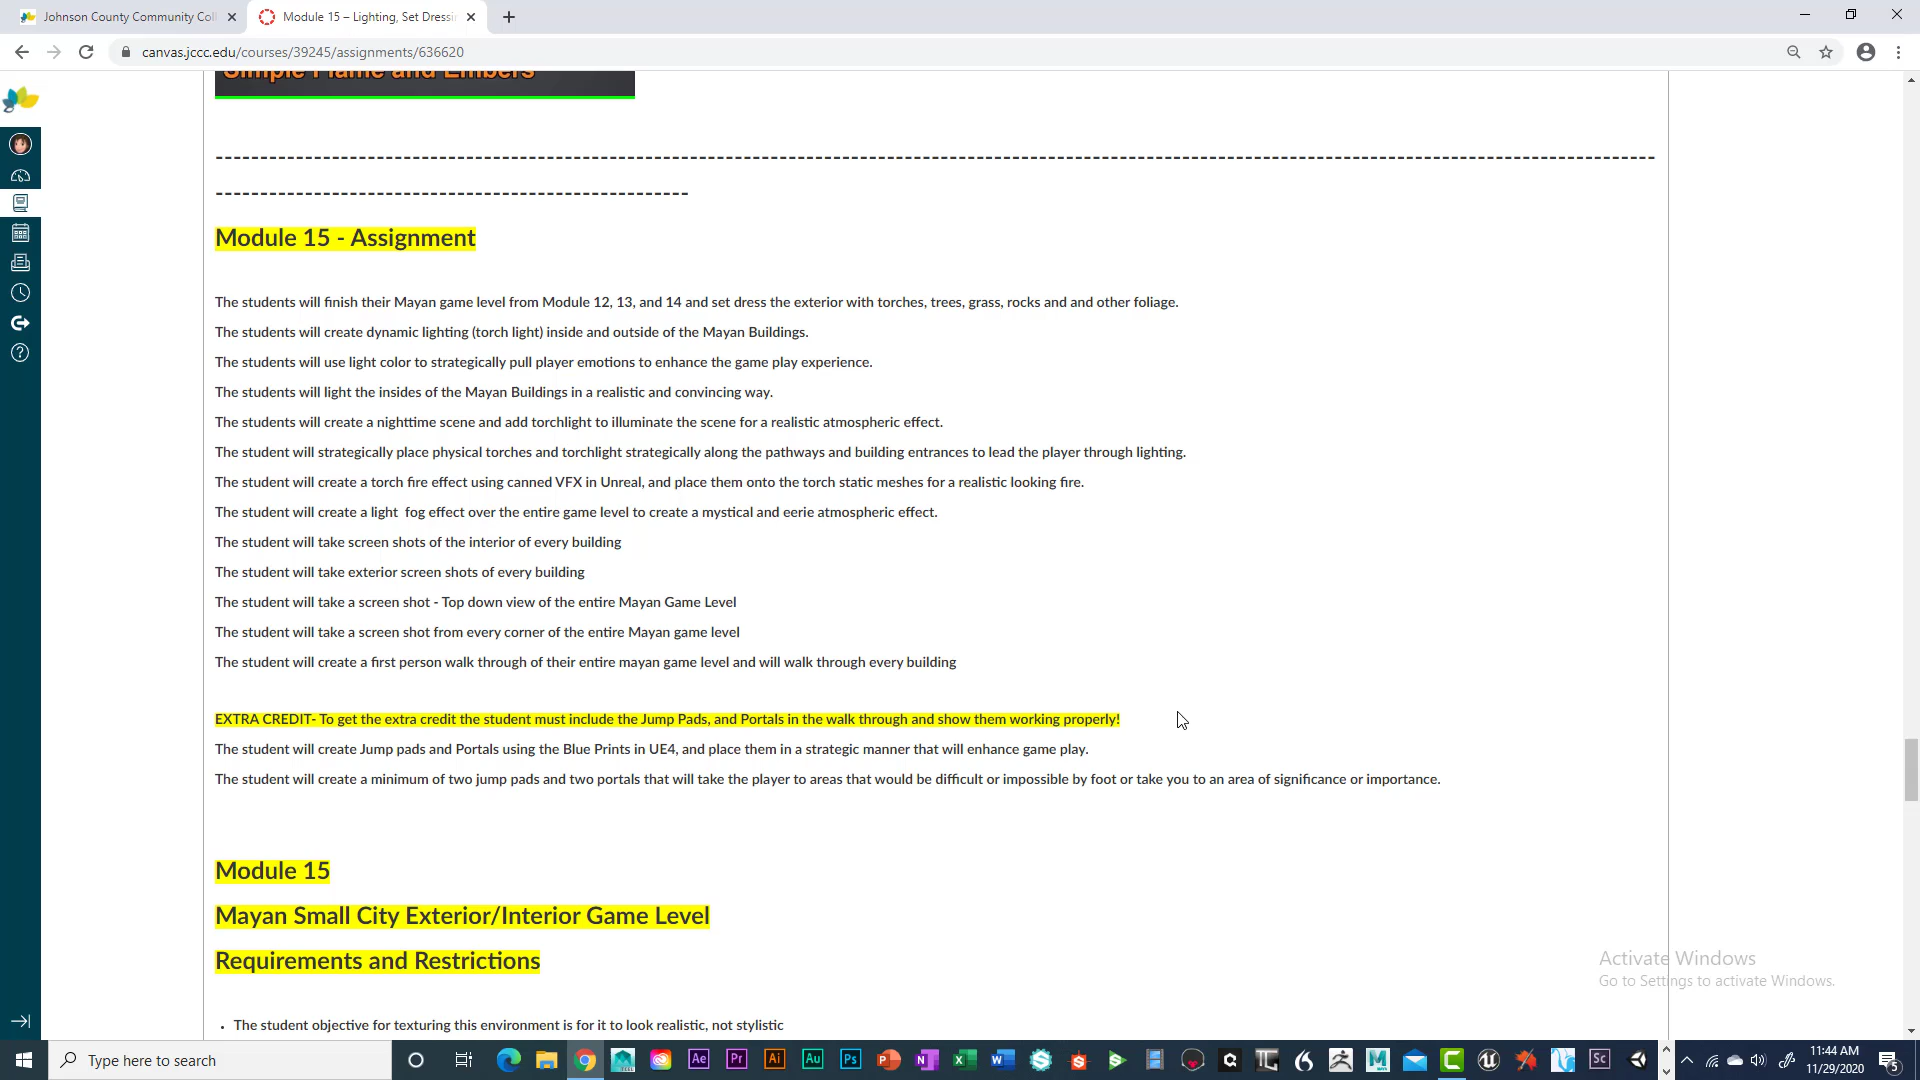 Johnson County Community Coll
Module 15 – Lighting, Set Dressin
canvas.jccc.edu/courses/39245/assignments/636620
Simple Flame and Embers
Module 15 - Assignment
The students will finish their Mayan game level from Module 12, 13, and 14 and set dress the exterior with torches, trees, grass, rocks and and other foliage.
The students will create dynamic lighting (torch light) inside and outside of the Mayan Buildings.
The students will use light color to strategically pull player emotions to enhance the game play experience.
The students will light the insides of the Mayan Buildings in a realistic and convincing way.
The students will create a nighttime scene and add torchlight to illuminate the scene for a realistic atmospheric effect.
The student will strategically place physical torches and torchlight strategically along the pathways and building entrances to lead the player through lighting.
The student will create a torch fire effect using canned VFX in Unreal, and place them onto the torch static meshes for a realistic looking fire.
The student will create a light  fog effect over the entire game level to create a mystical and eerie atmospheric effect.
The student will take screen shots of the interior of every building
The student will take exterior screen shots of every building
The student will take a screen shot - Top down view of the entire Mayan Game Level
The student will take a screen shot from every corner of the entire Mayan game level
The student will create a first person walk through of their entire mayan game level and will walk through every building
EXTRA CREDIT- To get the extra credit the student must include the Jump Pads, and Portals in the walk through and show them working properly!
The student will create Jump pads and Portals using the Blue Prints in UE4, and place them in a strategic manner that will enhance game play.
The student will create a minimum of two jump pads and two portals that will take the player to areas that would be difficult or impossible by foot or take you to an area of significance or importance.
Module 15
Mayan Small City Exterior/Interior Game Level
Requirements and Restrictions
• The student objective for texturing this environment is for it to look realistic, not stylistic
Activate Windows
Go to Settings to activate Windows.
Type here to search
11:44 AM
11/29/2020